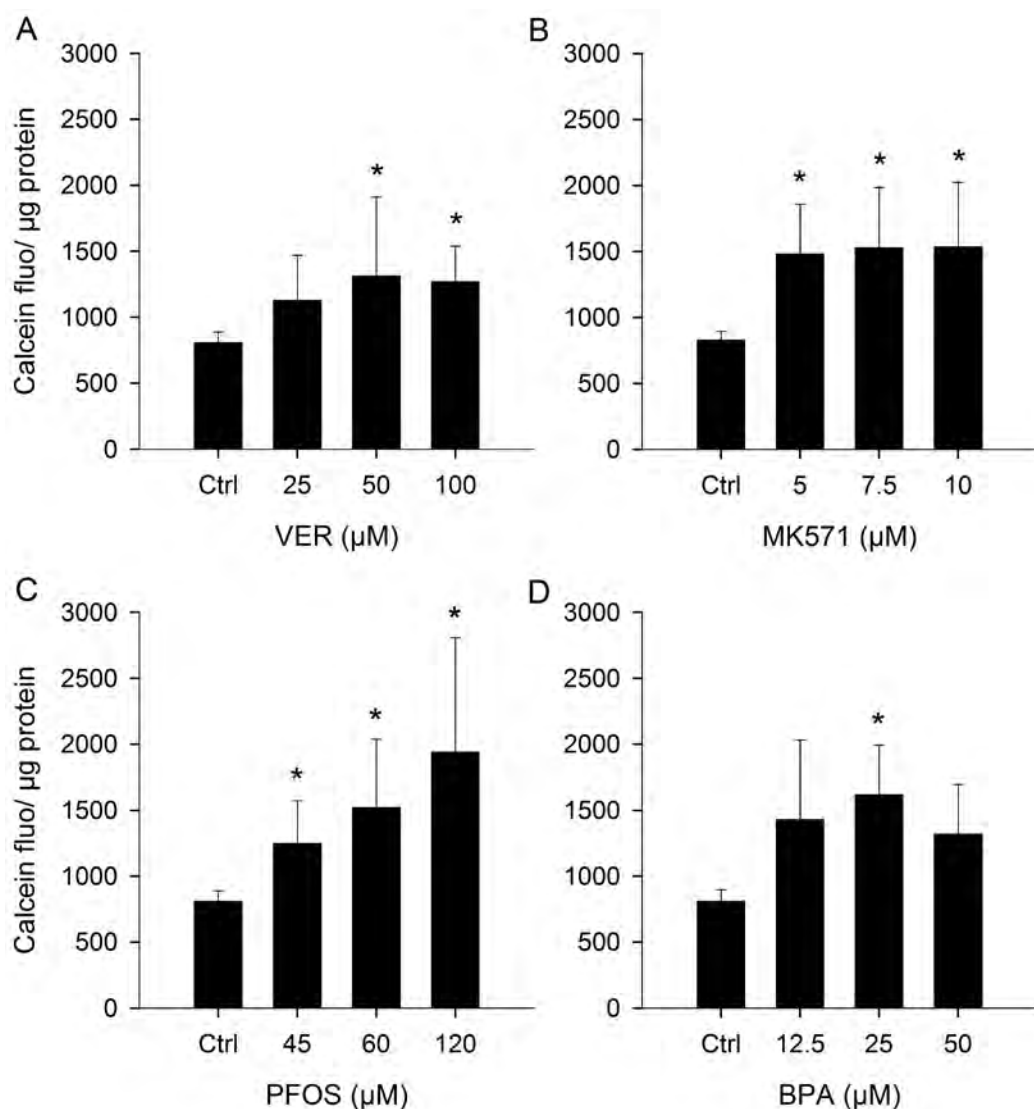 A
Calcein fluo/ µg protein
3000
2500
2000
1500
1000
500
0
*
*
Ctrl 25 50 100
VER (µM)
B
3000
2500
2000
1500
1000
500
0
* * *
Ctrl 5 7.5 10
MK571 (µM)
C
Calcein fluo/ µg protein
3000
2500
2000
1500
1000
500
0
*
*
*
Ctrl 45 60 120
PFOS (µM)
D
3000
2500
2000
1500
1000
500
0
*
Ctrl 12.5 25 50
BPA (µM)